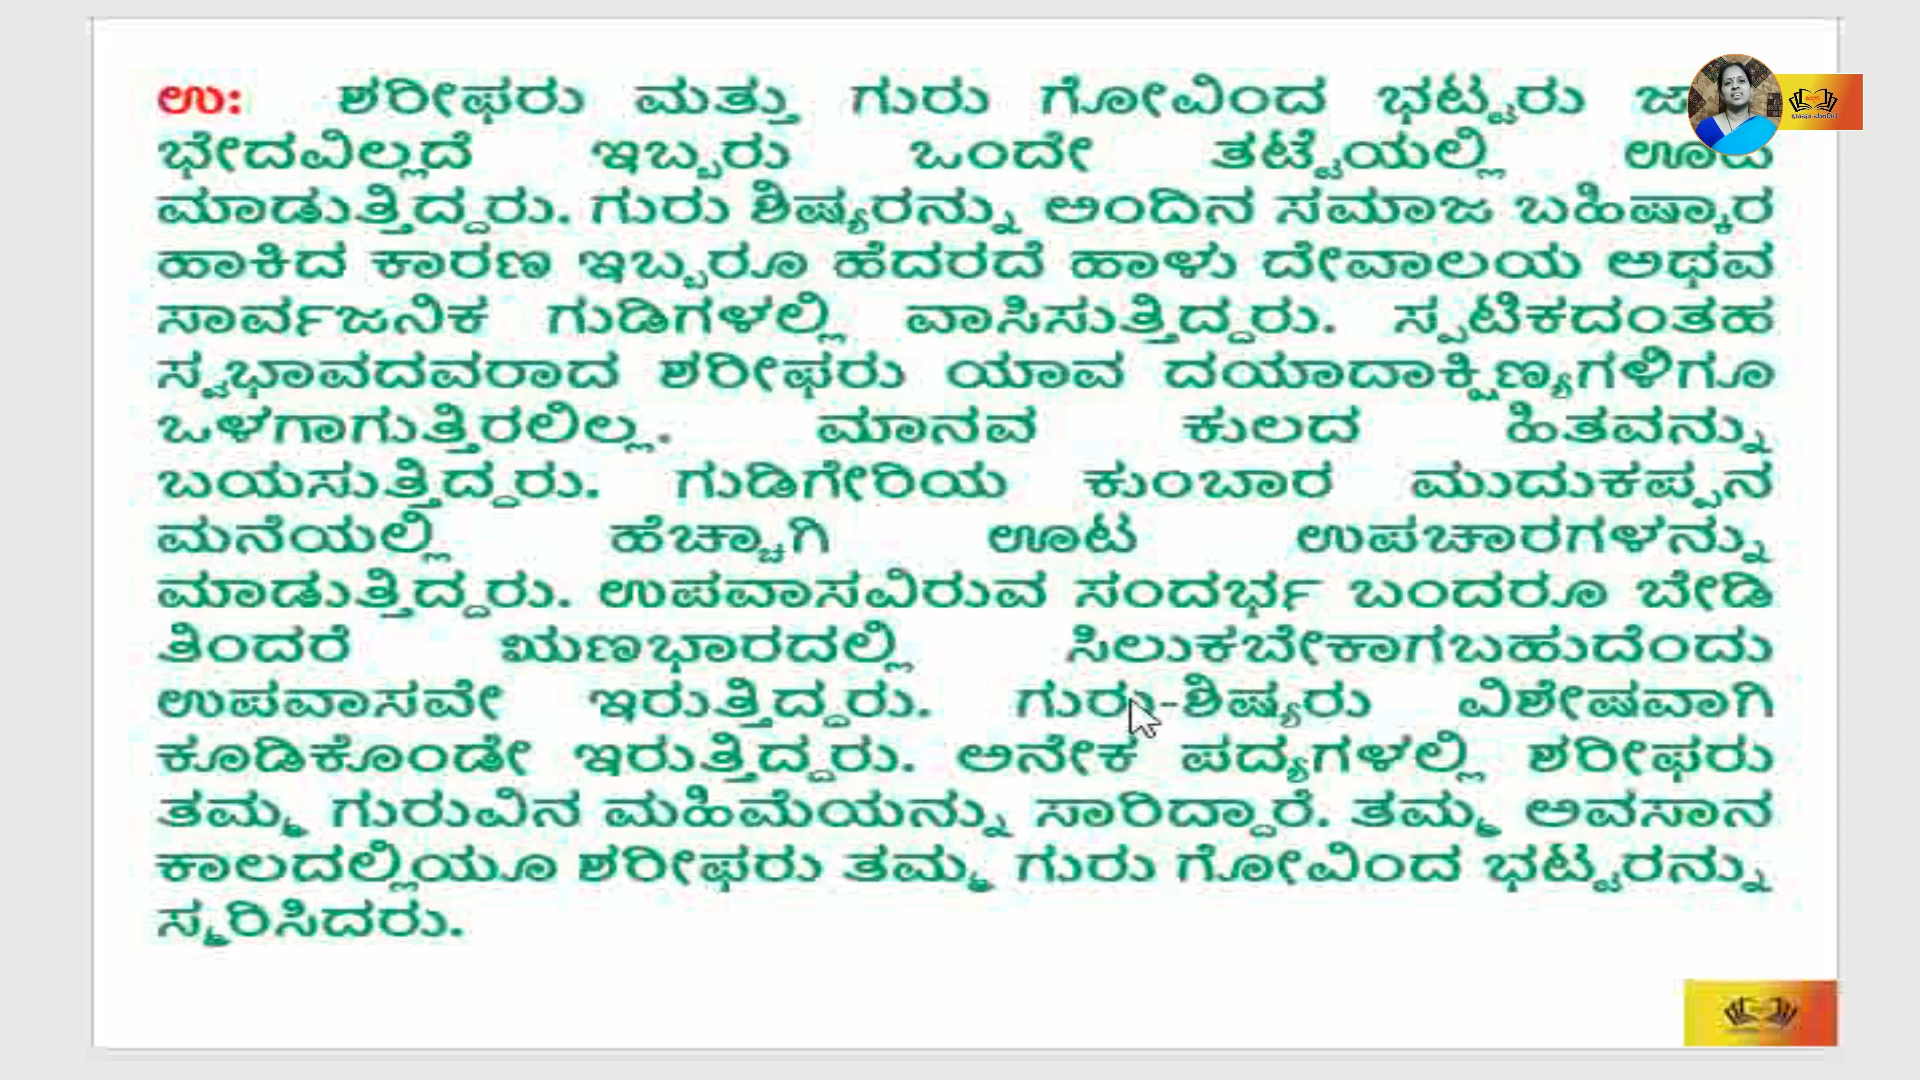 ಉ: ಶರೀಫರು ಮತ್ತು ಗುರು ಗೋವಿಂದ ಭಟ್ಟರು
ಭೇದವಿಲ್ಲದೆ ಇಬ್ಬರು ಒಂದೇ ತಟ್ಟೆಯಲ್ಲಿ ಊಟ
ಮಾಡುತ್ತಿದ್ದರು. ಗುರು ಶಿಷ್ಯರನ್ನು ಅಂದಿನ ಸಮಾಜ ಬಹಿಷ್ಕಾರ
ಹಾಕಿದ ಕಾರಣ ಇಬ್ಬರೂ ಹೆದರದೆ ಹಾಳು ದೇವಾಲಯ ಅಥವ
ಸಾರ್ವಜನಿಕ ಗುಡಿಗಳಲ್ಲಿ ವಾಸಿಸುತ್ತಿದ್ದರು. ಸ್ಪಟಿಕದಂತಹ
ಸ್ವಭಾವದವರಾದ ಶರೀಫರು ಯಾವ ದಯಾದಾಕ್ಷಿಣ್ಯಗಳಿಗೂ
ಒಳಗಾಗುತ್ತಿರಲಿಲ್ಲ. ಮಾನವ ಕುಲದ ಹಿತವನ್ನು
ಬಯಸುತ್ತಿದ್ದರು. ಗುಡಿಗೇರಿಯ ಕುಂಬಾರ ಮುದುಕಪ್ಪನ
ಮನೆಯಲ್ಲಿ ಹೆಚ್ಚಾಗಿ ಊಟ ಉಪಚಾರಗಳನ್ನು
ಮಾಡುತ್ತಿದ್ದರು. ಉಪವಾಸವಿರುವ ಸಂದರ್ಭ ಬಂದರೂ ಬೇಡಿ
ತಿಂದರೆ ಋಣಭಾರದಲ್ಲಿ ಸಿಲುಕಬೇಕಾಗಬಹುದೆಂದು
ಉಪವಾಸವೇ ಇರುತ್ತಿದ್ದರು. ಗುರು-ಶಿಷ್ಯರು ವಿಶೇಷವಾಗಿ
ಕೂಡಿಕೊಂಡೇ ಇರುತ್ತಿದ್ದರು. ಅನೇಕ ಪದ್ಯಗಳಲ್ಲಿ ಶರೀಫರು
ತಮ್ಮ ಗುರುವಿನ ಮಹಿಮೆಯನ್ನು ಸಾರಿದ್ದಾರೆ. ತಮ್ಮ ಅವಸಾನ
ಕಾಲದಲ್ಲಿಯೂ ಶರೀಫರು ತಮ್ಮ ಗುರು ಗೋವಿಂದ ಭಟ್ಟರನ್ನು
ಸ್ಮರಿಸಿದರು.